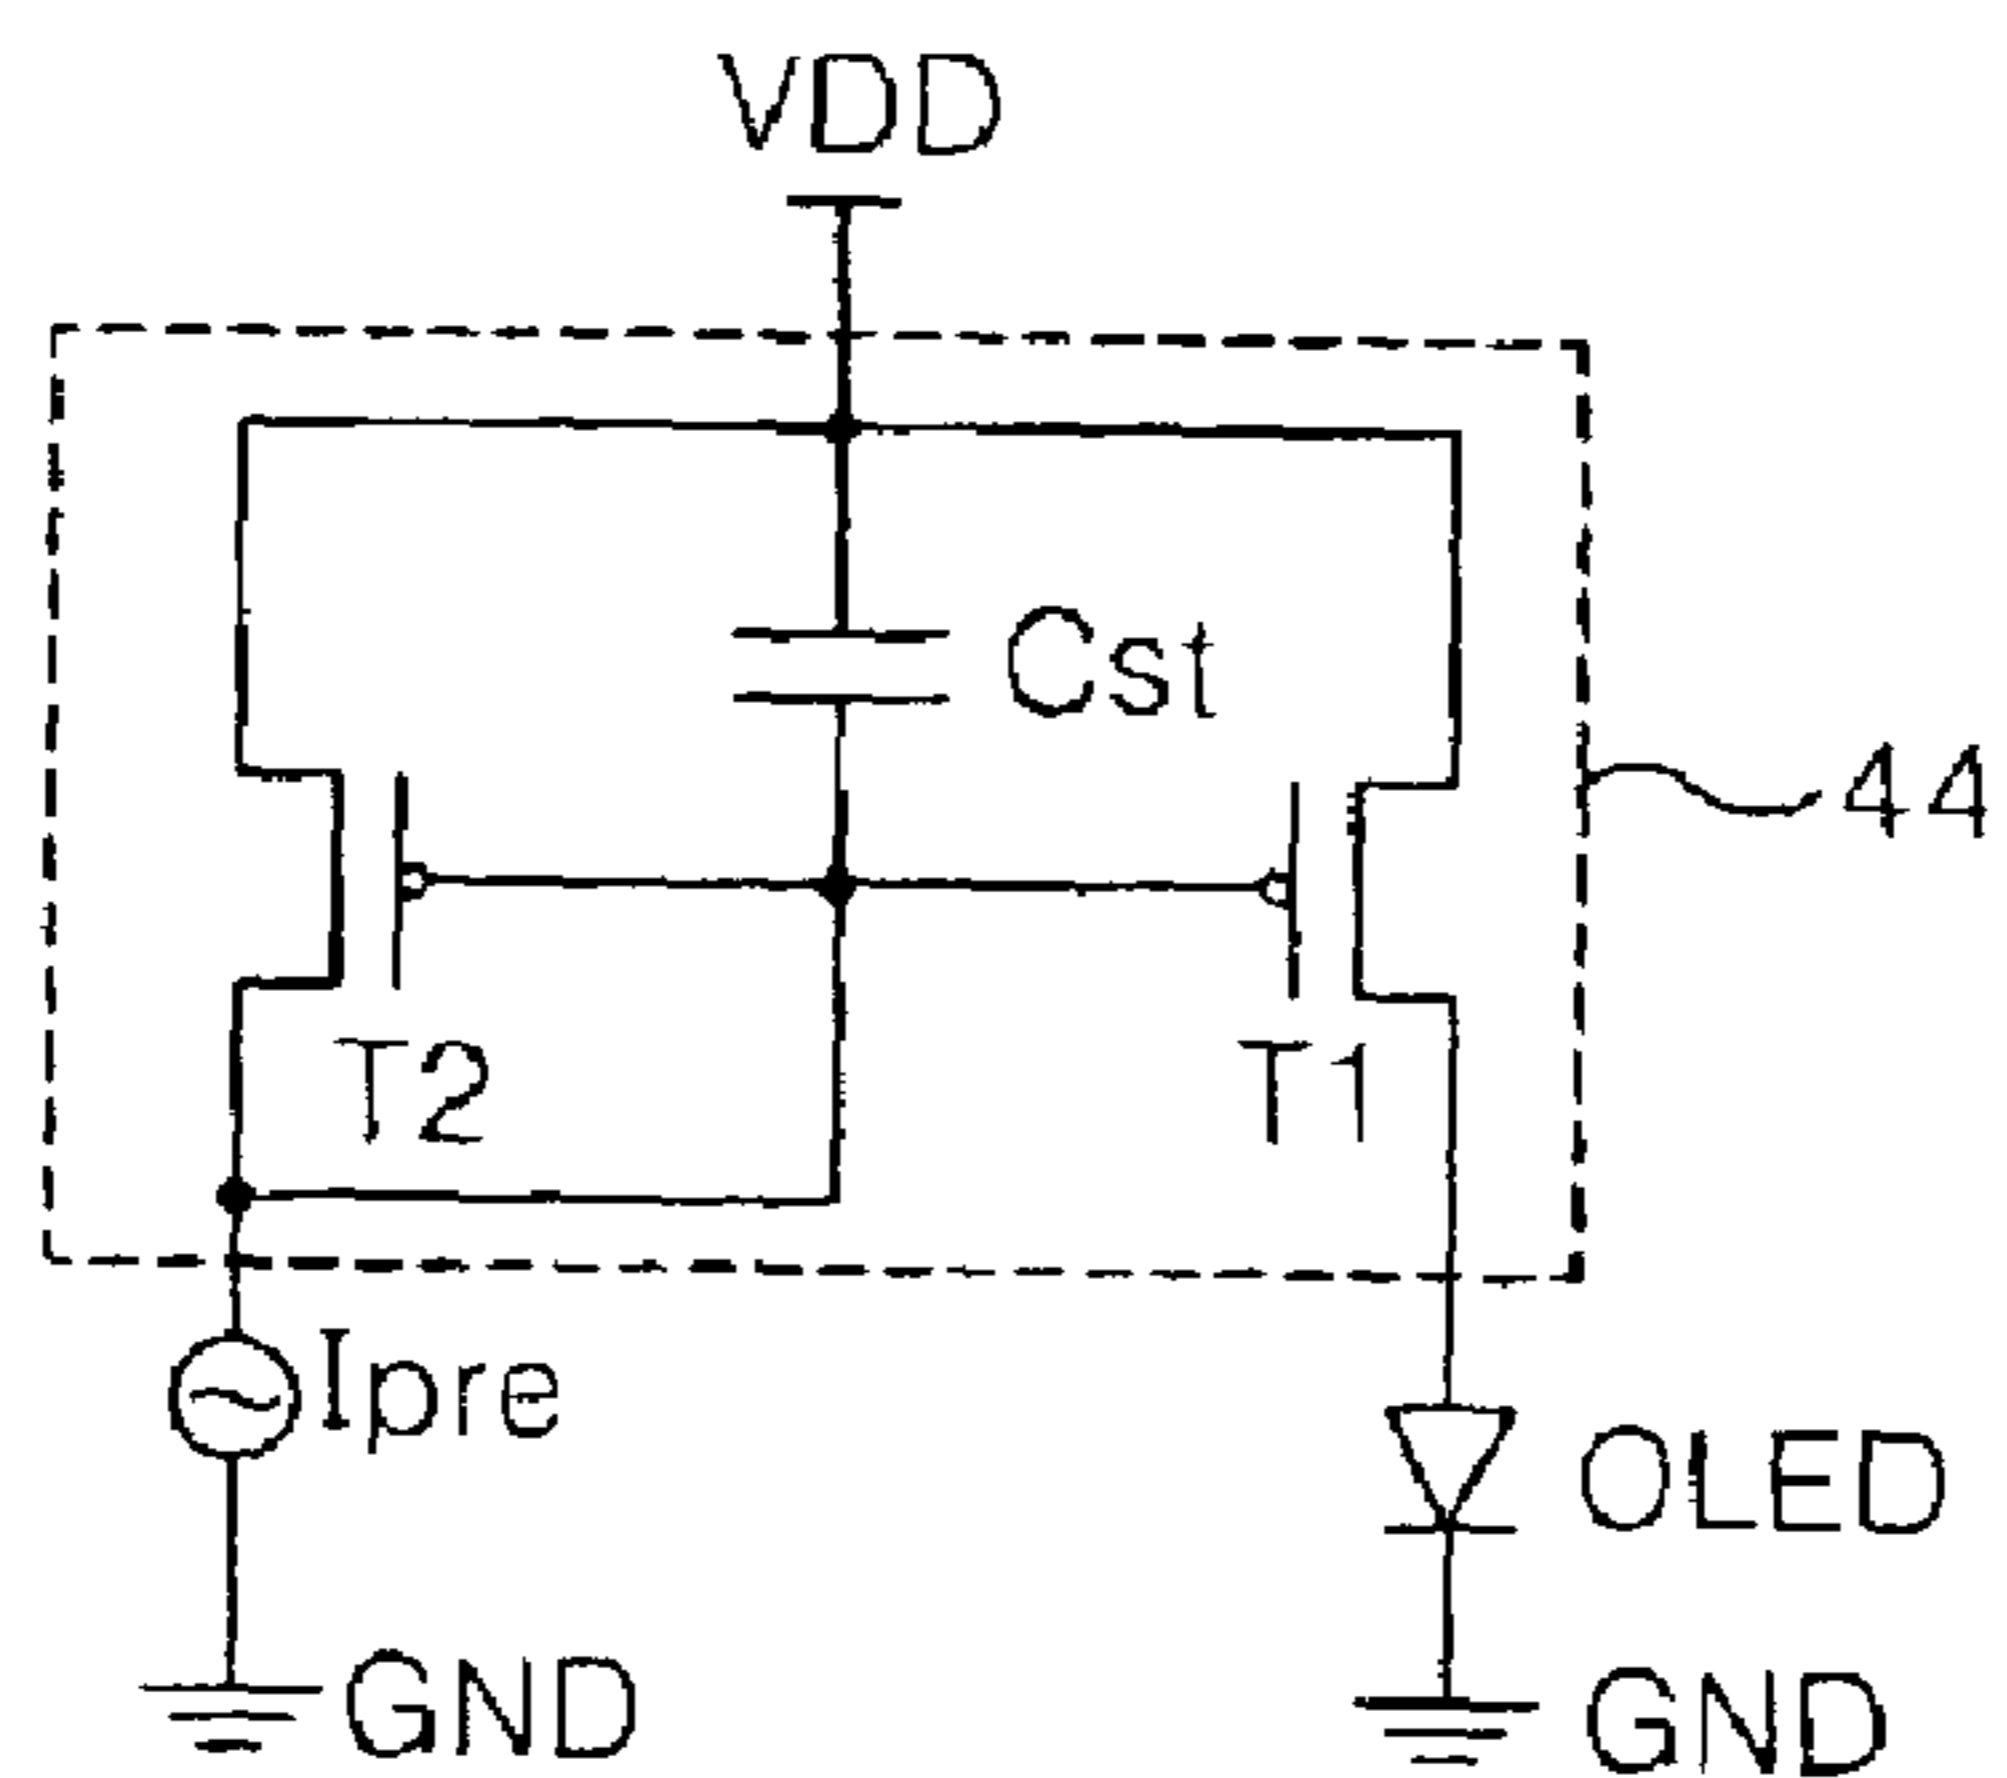 VDD
Cst
44
T2
T1
Ipre
OLED
GND
GND